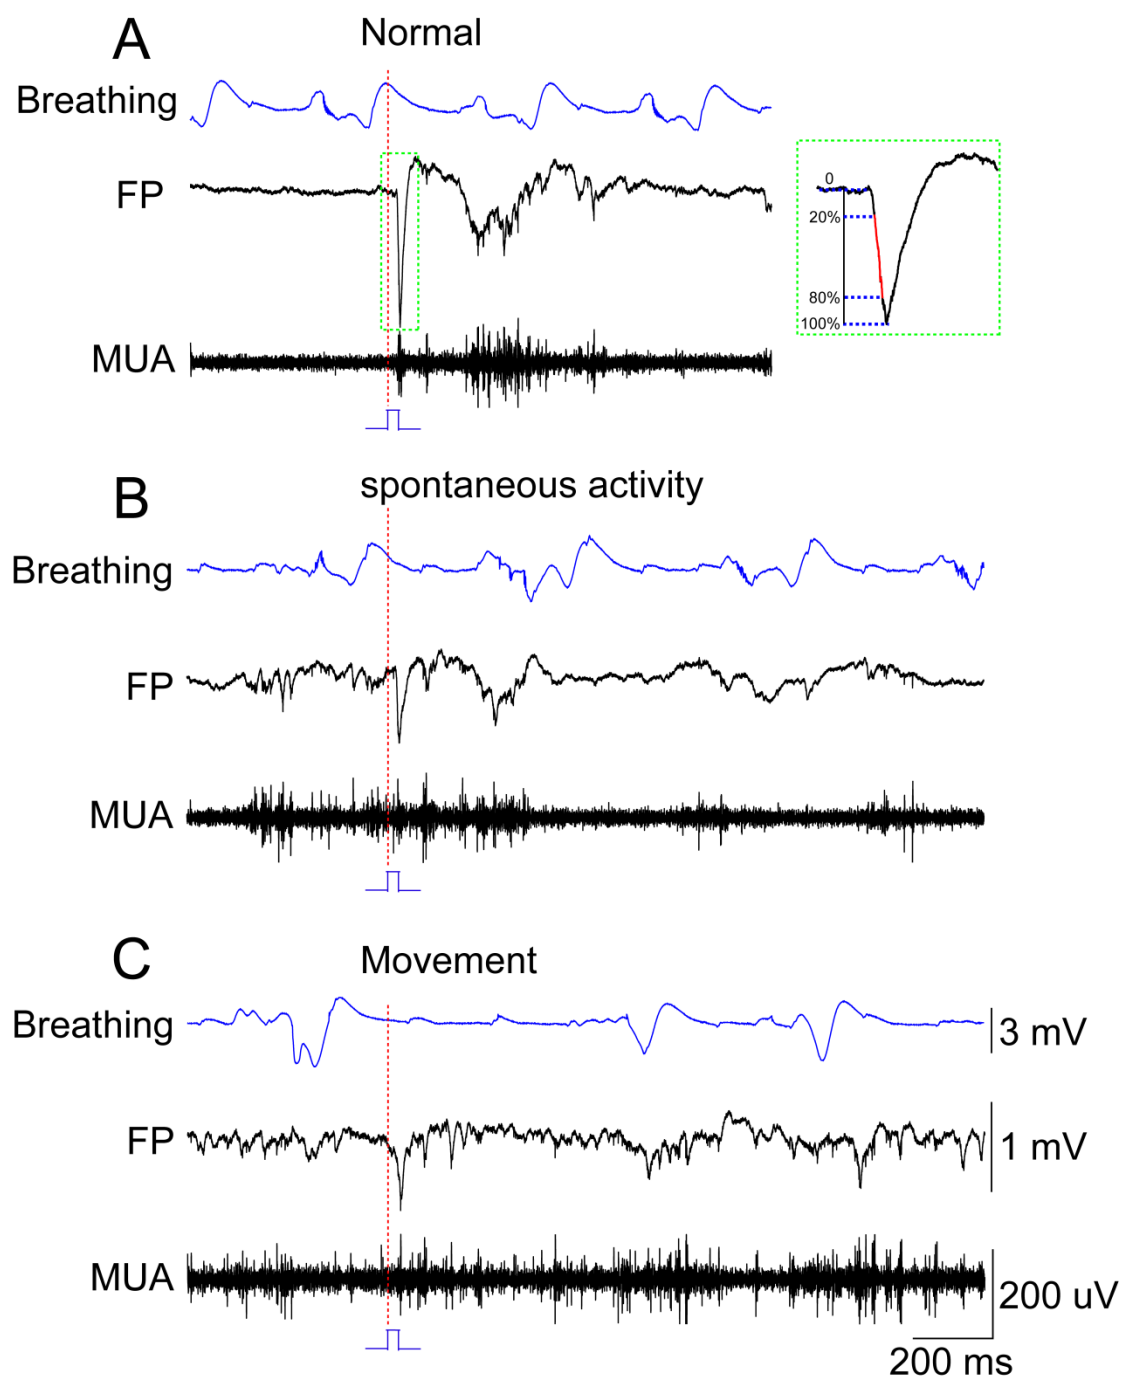 A Normal
Breathing
FP
MUA
0
20%
80%
100%
B spontaneous activity
Breathing
FP
MUA
C Movement
Breathing
3 mV
FP
1 mV
MUA
200 uV
200 ms